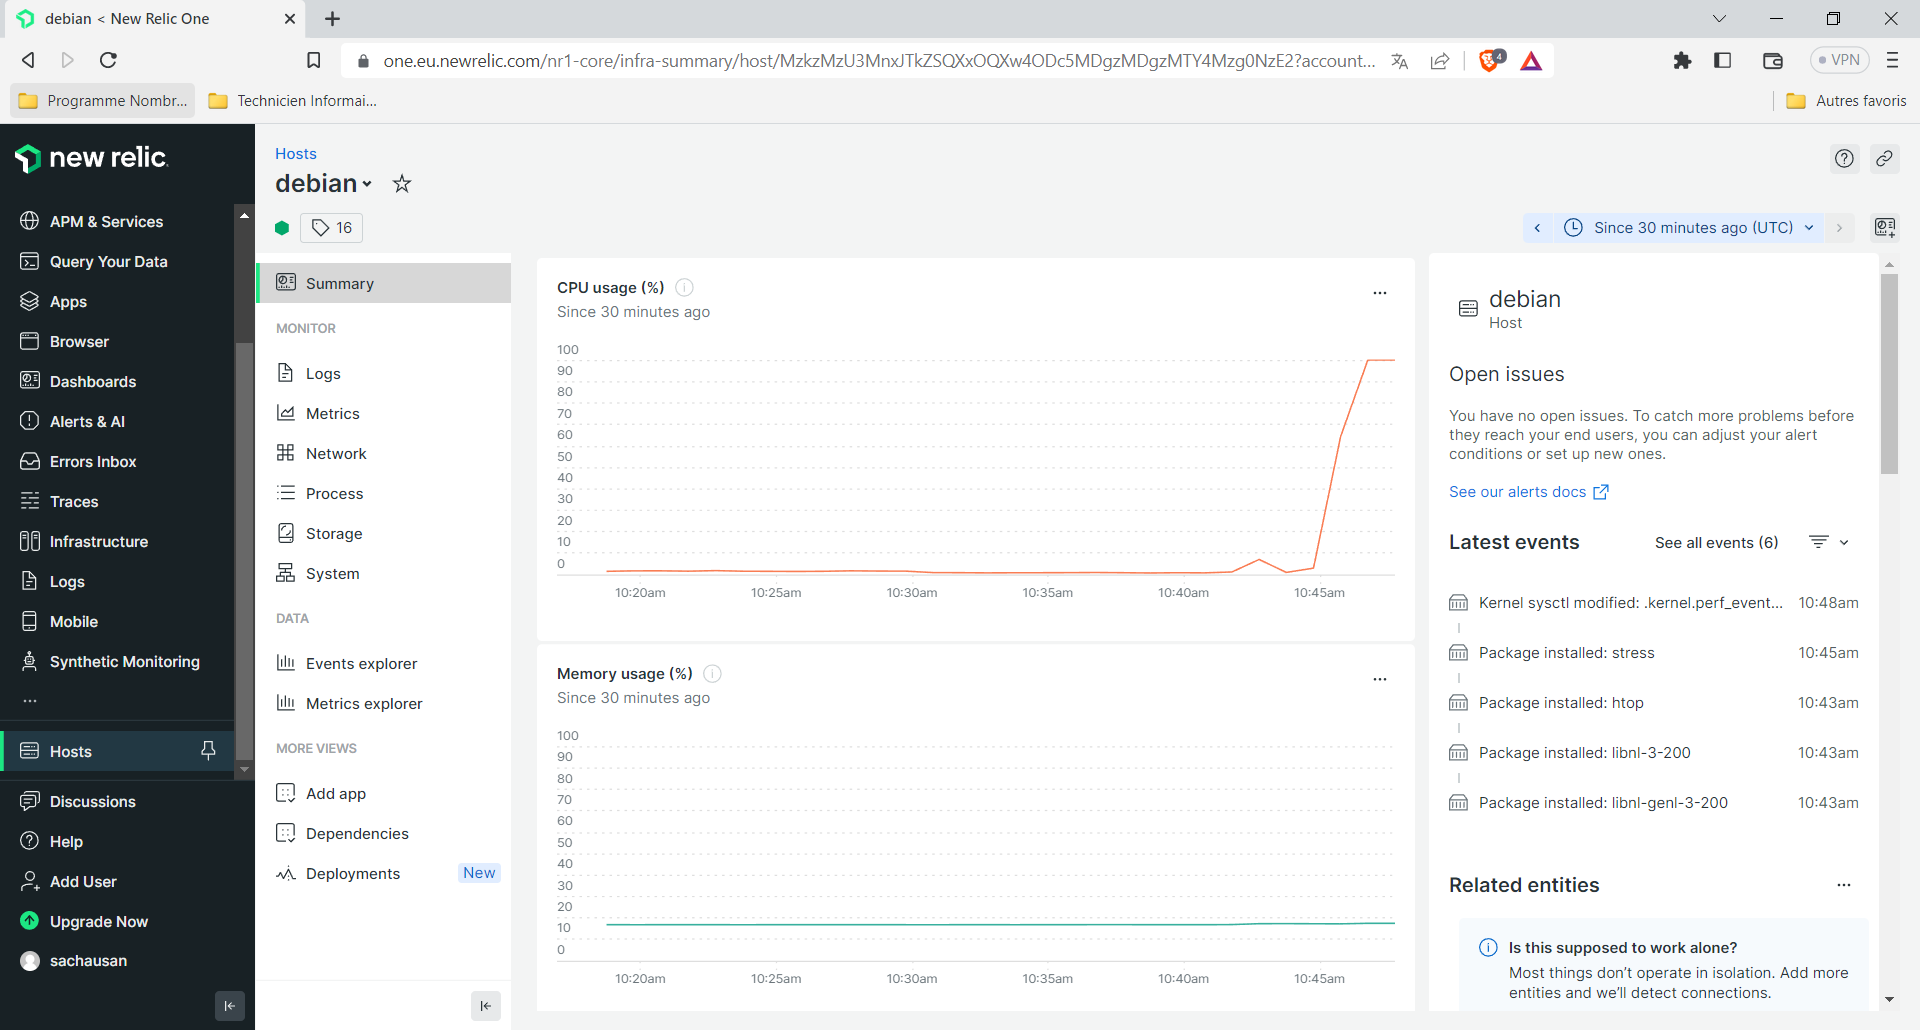 debian < New Relic One
one.eu.newrelic.com/nr1-core/infra-summary/host/MzkzMzU3MnxJTkZSQXxOQXw4ODc5MDgzMDgzMTY4Mzg0NzE2?account...
4
VPN
Programme Nombr...
Technicien Informai...
Autres favoris
new relic
APM & Services
Query Your Data
Apps
Browser
Dashboards
Alerts & AI
Errors Inbox
Traces
Infrastructure
Logs
Mobile
Synthetic Monitoring
...
Hosts
Discussions
Help
Add User
Upgrade Now
sachausan
Hosts
debian
16
Since 30 minutes ago (UTC)
Summary
MONITOR
Logs
Metrics
Network
Process
Storage
System
DATA
Events explorer
Metrics explorer
MORE VIEWS
Add app
Dependencies
Deployments
New
CPU usage (%)
Since 30 minutes ago
100
90
80
70
60
50
40
30
20
10
0
10:20am 10:25am 10:30am 10:35am 10:40am 10:45am
Memory usage (%)
Since 30 minutes ago
100
90
80
70
60
50
40
30
20
10
0
10:20am 10:25am 10:30am 10:35am 10:40am 10:45am
debian
Host
Open issues
You have no open issues. To catch more problems before
they reach your end users, you can adjust your alert
conditions or set up new ones.
See our alerts docs
Latest events
See all events (6)
Kernel sysctl modified: .kernel.perf_event... 10:48am
Package installed: stress 10:45am
Package installed: htop 10:43am
Package installed: libnl-3-200 10:43am
Package installed: libnl-genl-3-200 10:43am
Related entities
Is this supposed to work alone?
Most things don't operate in isolation. Add more
entities and we'll detect connections.